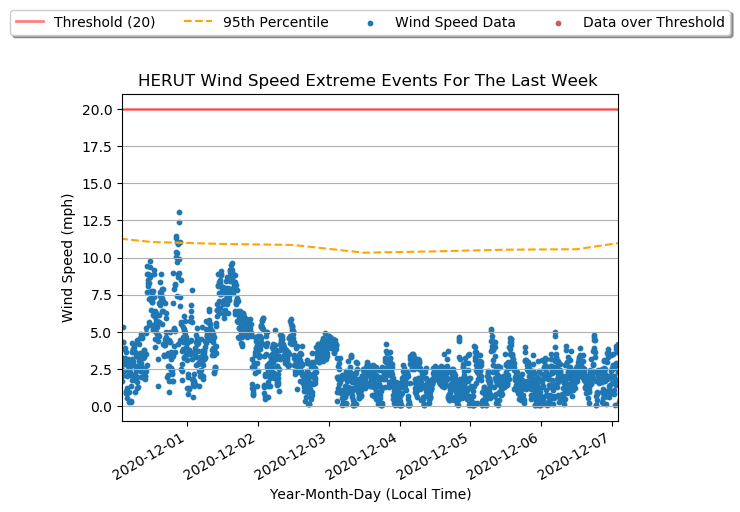 Threshold (20) 95th Percentile Wind Speed Data Data over Threshold
HERUT Wind Speed Extreme Events For The Last Week
20.0
17.5
15.0
12.5
10.0
7.5
5.0
2.5
0.0
Wind Speed (mph)
2020-12-01 2020-12-02 2020-12-03 2020-12-04 2020-12-05 2020-12-06 2020-12-07
Year-Month-Day (Local Time)